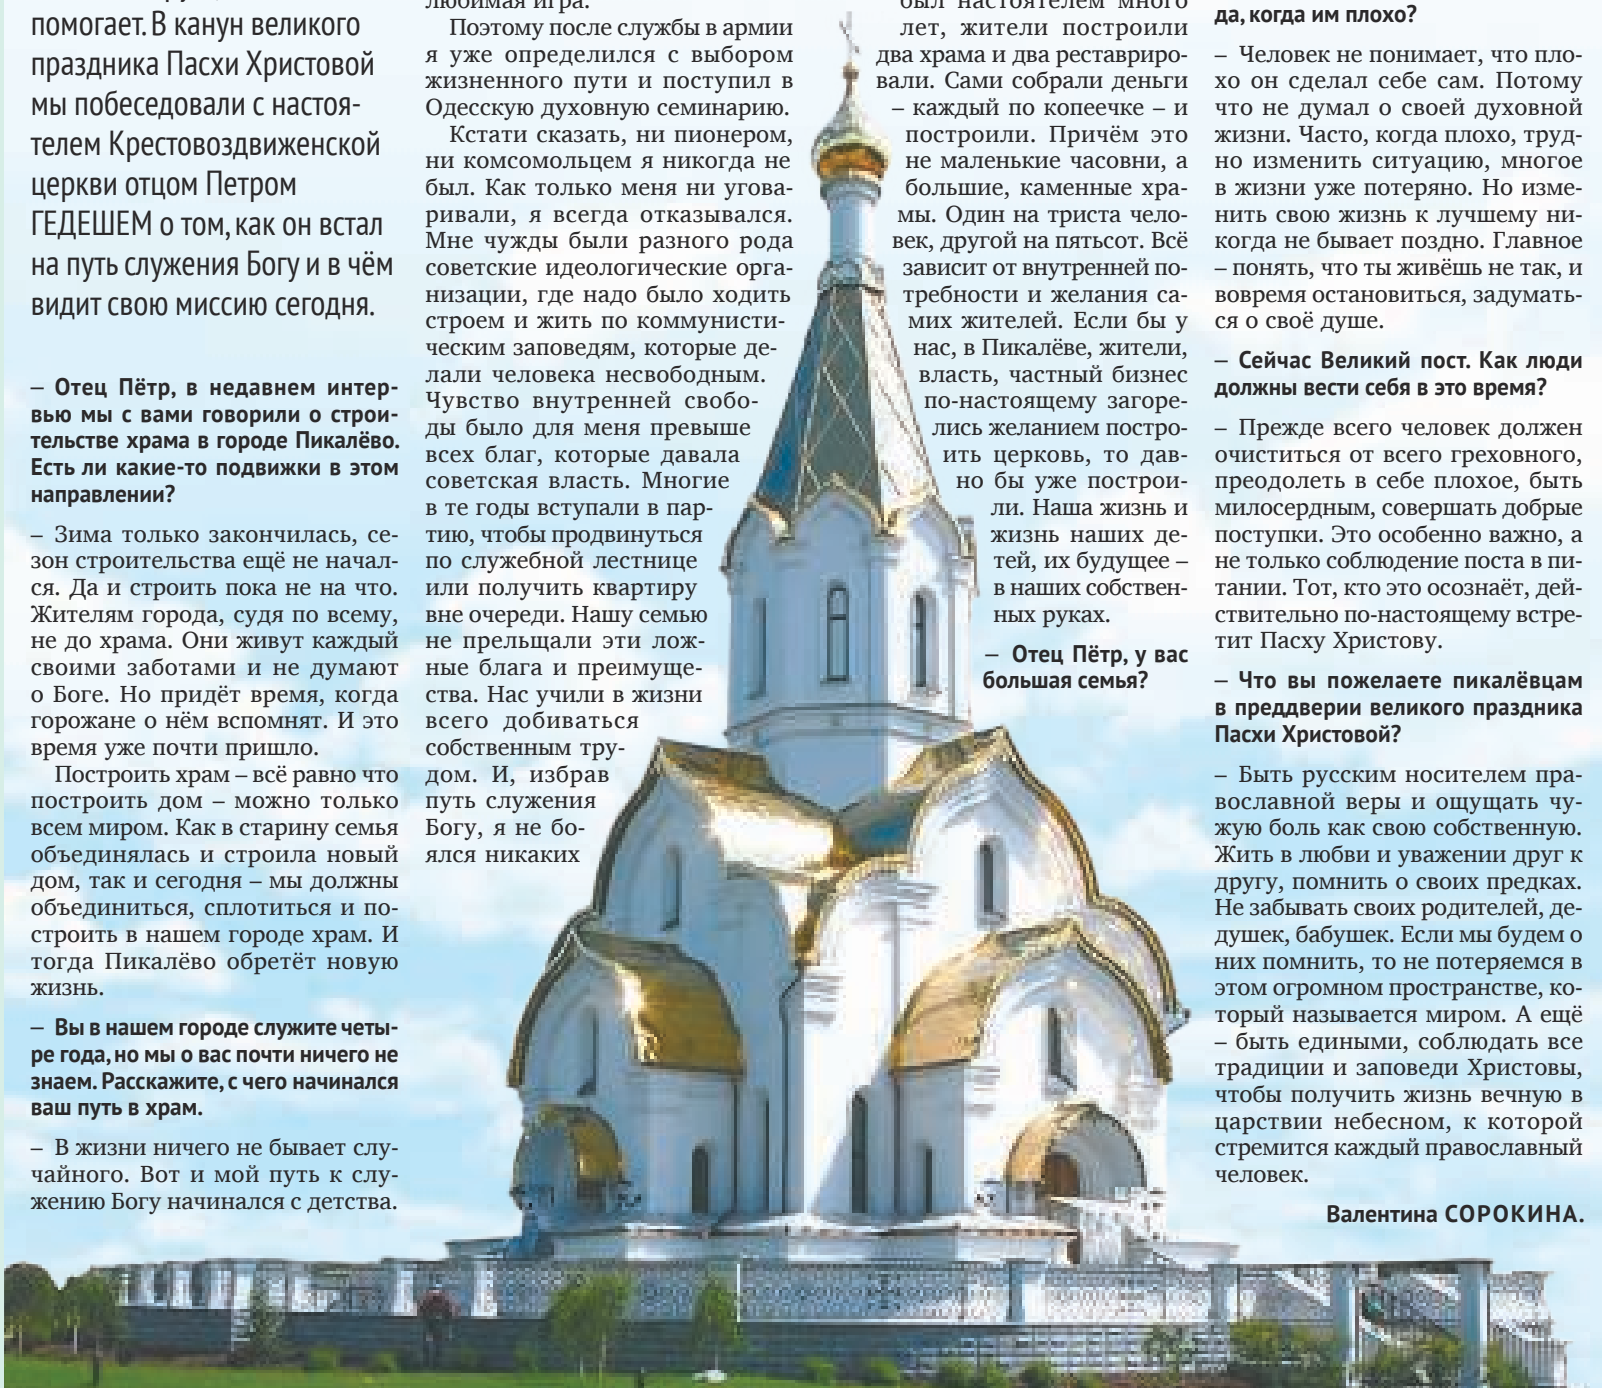 помогает. В канун великого
праздника Пасхи Христовой
мы побеседовали с настоя-
телем Крестовоздвиженской
церкви отцом Петром
ГЕДЕШЕМ о том, как он встал
на путь служения Богу и в чём
видит свою миссию сегодня.
– Отец Пётр, в недавнем интер-
вью мы с вами говорили о строи-
тельстве храма в городе Пикалёво.
Есть ли какие-то подвижки в этом
направлении?
– Зима только закончилась, се-
зон строительства ещё не начал-
ся. Да и строить пока не на что.
Жителям города, судя по всему,
не до храма. Они живут каждый
своими заботами и не думают
о Боге. Но придёт время, когда
горожане о нём вспомнят. И это
время уже почти пришло.
Построить храм – всё равно что
построить дом – можно только
всем миром. Как в старину семья
объединялась и строила новый
дом, так и сегодня – мы должны
объединиться, сплотиться и по-
строить в нашем городе храм. И
тогда Пикалёво обретёт новую
жизнь.
– Вы в нашем городе служите четы-
ре года, но мы о вас почти ничего не
знаем. Расскажите, с чего начинался
ваш путь в храм.
– В жизни ничего не бывает слу-
чайного. Вот и мой путь к слу-
жению Богу начинался с детства.
любимая игра.
Поэтому после службы в армии
я уже определился с выбором
жизненного пути и поступил в
Одесскую духовную семинарию.
Кстати сказать, ни пионером,
ни комсомольцем я никогда не
был. Как только меня ни угова-
ривали, я всегда отказывался.
Мне чужды были разного рода
советские идеологические орга-
низации, где надо было ходить
строем и жить по коммунисти-
ческим заповедям, которые де-
лали человека несвободным.
Чувство внутренней свобо-
ды было для меня превыше
всех благ, которые давала
советская власть. Многие
в те годы вступали в пар-
тию, чтобы продвинуться
по служебной лестнице
или получить квартиру
вне очереди. Нашу семью
не прельщали эти лож-
ные блага и преимуще-
ства. Нас учили в жизни
всего добиваться
собственным тру-
дом. И, избрав
путь служения
Богу, я не бо-
ялся никаких
был настоятелем много
лет, жители построили
два храма и два реставриро-
вали. Сами собрали деньги
– каждый по копеечке – и
построили. Причём это
не маленькие часовни, а
большие, каменные хра-
мы. Один на триста чело-
век, другой на пятьсот. Всё
зависит от внутренней по-
требности и желания са-
мих жителей. Если бы у
нас, в Пикалёве, жители,
власть, частный бизнес
по-настоящему загоре-
лись желанием постро-
ить церковь, то дав-
но бы уже построи-
ли. Наша жизнь и
жизнь наших де-
тей, их будущее –
в наших собствен-
ных руках.
– Отец Пётр, у вас
большая семья?
да, когда им плохо?
– Человек не понимает, что пло-
хо он сделал себе сам. Потому
что не думал о своей духовной
жизни. Часто, когда плохо, труд-
но изменить ситуацию, многое
в жизни уже потеряно. Но изме-
нить свою жизнь к лучшему ни-
когда не бывает поздно. Главное
– понять, что ты живёшь не так, и
вовремя остановиться, задумать-
ся о своё душе.
– Сейчас Великий пост. Как люди
должны вести себя в это время?
– Прежде всего человек должен
очиститься от всего греховного,
преодолеть в себе плохое, быть
милосердным, совершать добрые
поступки. Это особенно важно, а
не только соблюдение поста в пи-
тании. Тот, кто это осознаёт, дей-
ствительно по-настоящему встре-
тит Пасху Христову.
– Что вы пожелаете пикалёвцам
в преддверии великого праздника
Пасхи Христовой?
– Быть русским носителем пра-
вославной веры и ощущать чу-
жую боль как свою собственную.
Жить в любви и уважении друг к
другу, помнить о своих предках.
Не забывать своих родителей, де-
душек, бабушек. Если мы будем о
них помнить, то не потеряемся в
этом огромном пространстве, ко-
торый называется миром. А ещё
– быть едиными, соблюдать все
традиции и заповеди Христовы,
чтобы получить жизнь вечную в
царствии небесном, к которой
стремится каждый православный
человек.
Валентина СОРОКИНА.